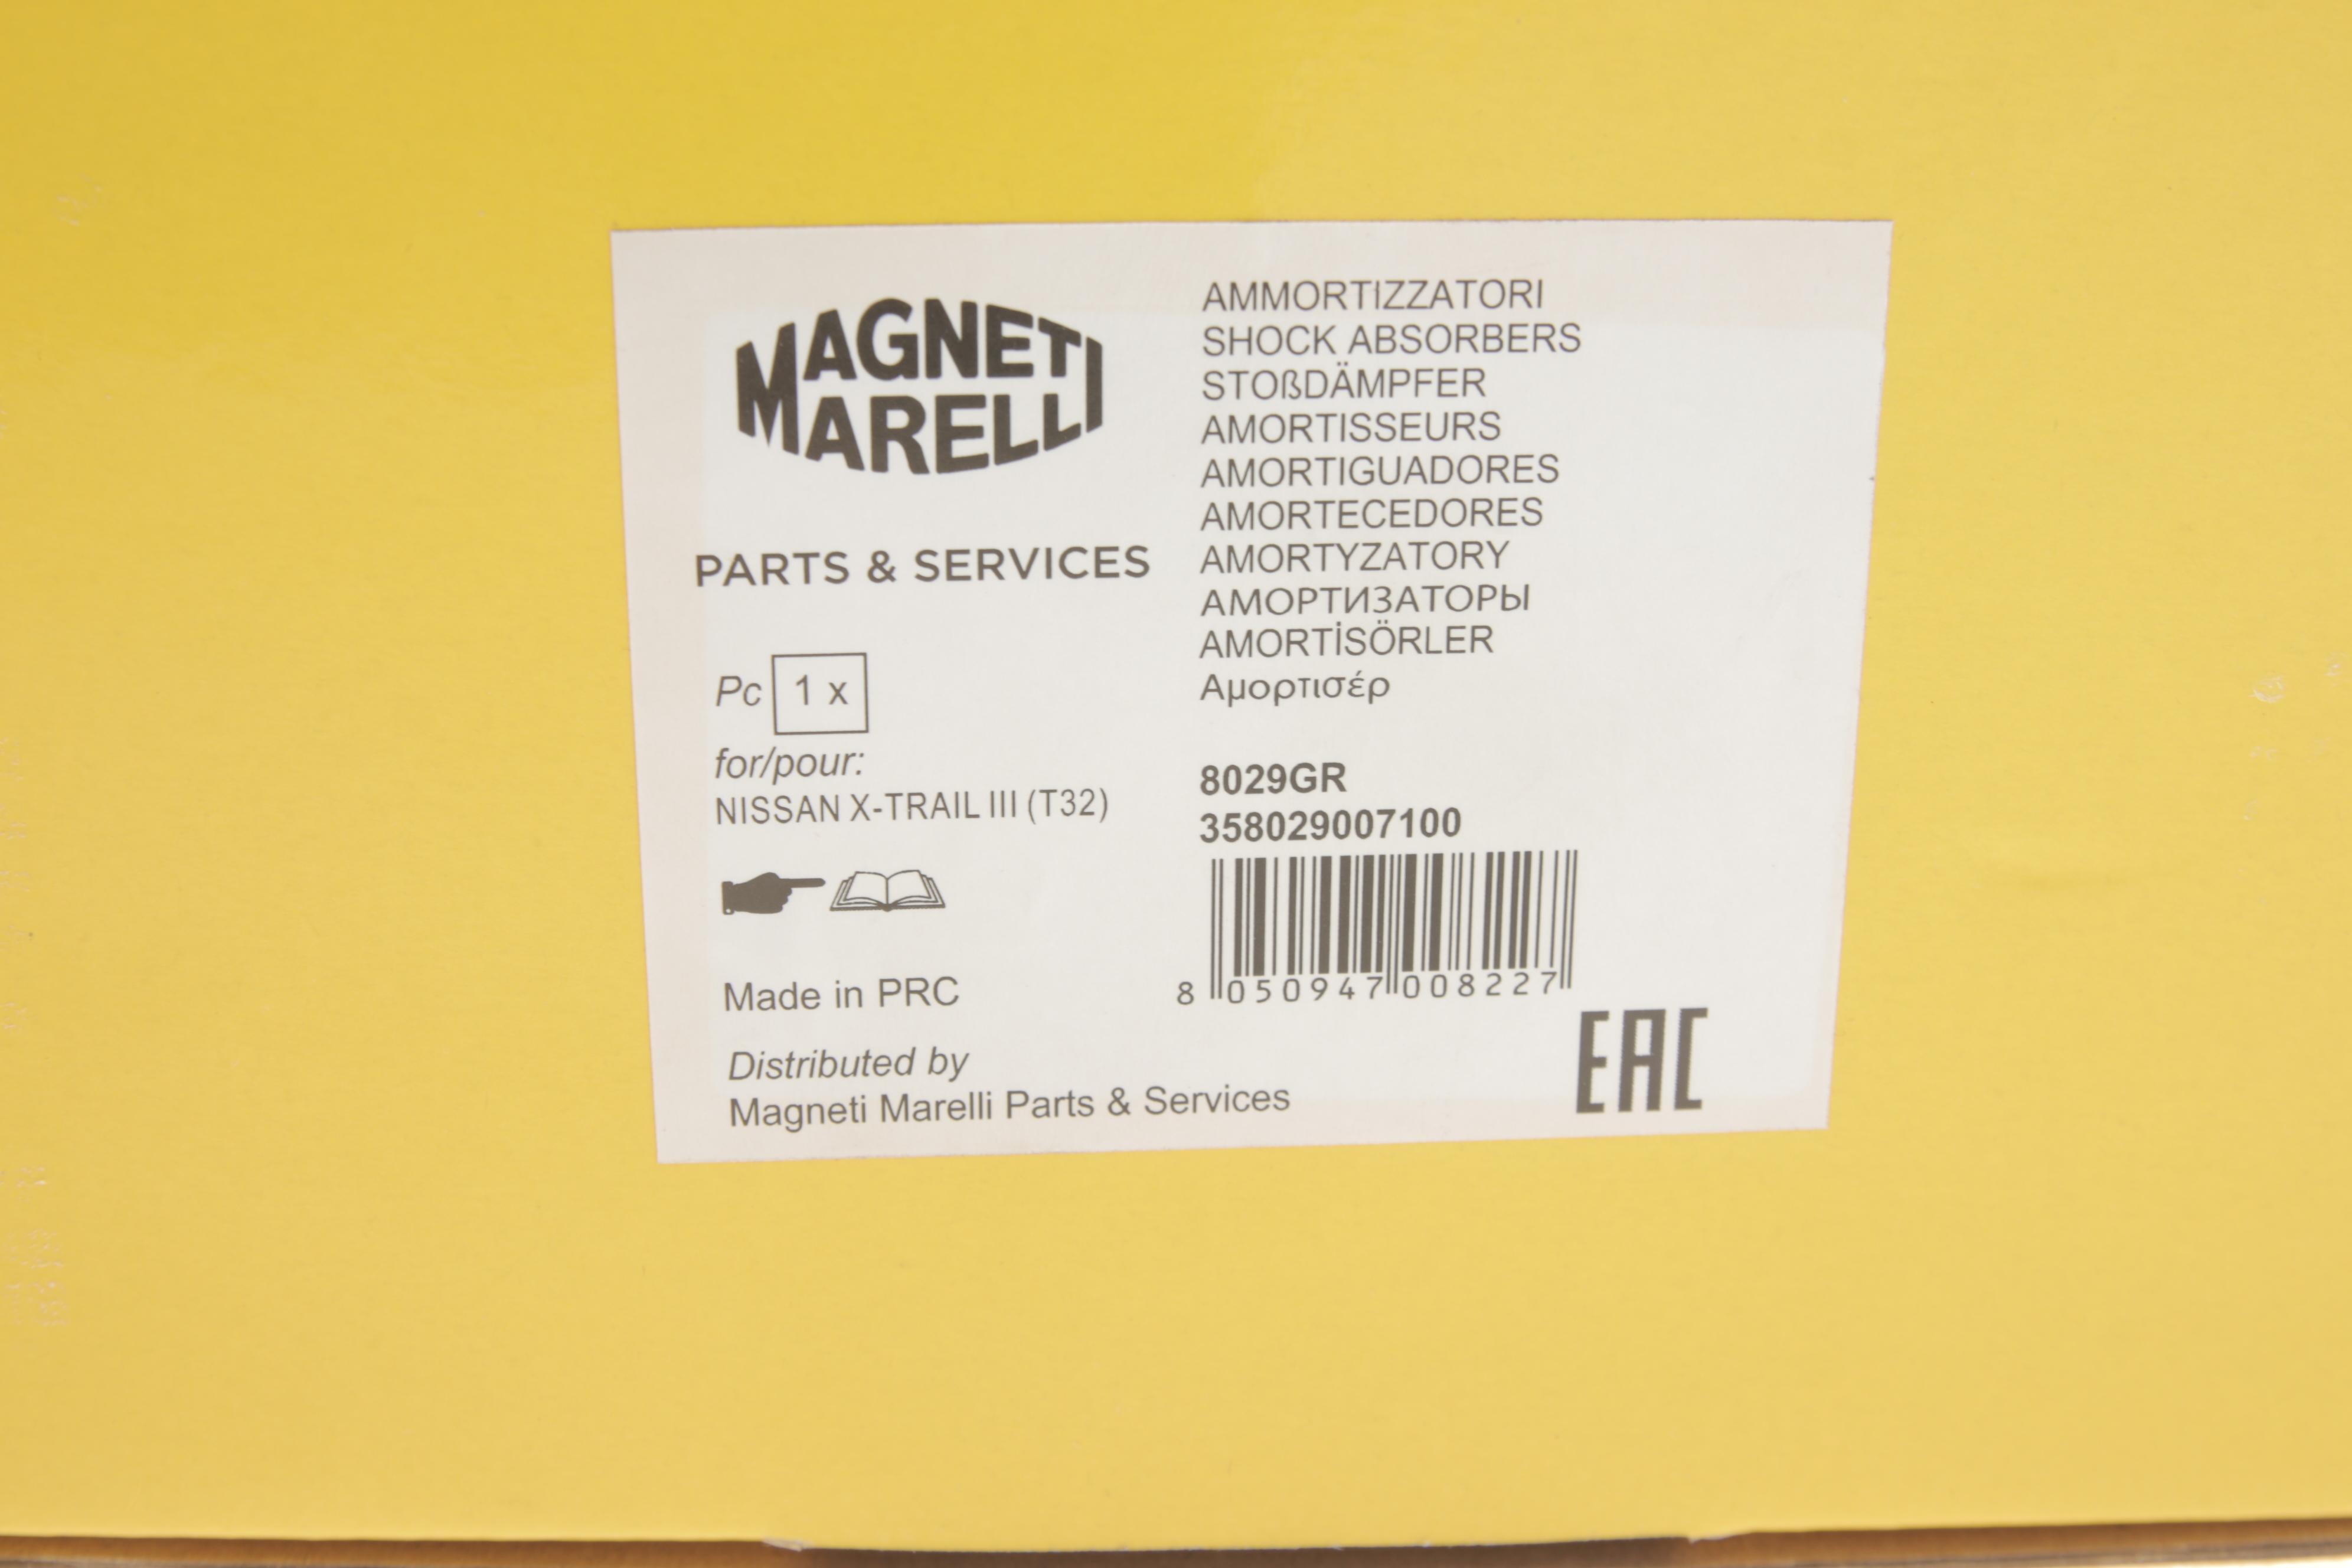 MAGNETI
MARELLI
PARTS & SERVICES
Pc 1 x
for/pour:
NISSAN X-TRAIL III (T32)
Made in PRC
Distributed by
Magneti Marelli Parts & Services
AMMORTIZZATORI
SHOCK ABSORBERS
STOßDÄMPFER
AMORTISSEURS
AMORTIGUADORES
AMORTECEDORES
AMORTYZATORY
АМОРТИЗАТОРЫ
AMORTİSÖRLER
Αμορτισέρ
8029GR
358029007100
8 050947 008227
EAC